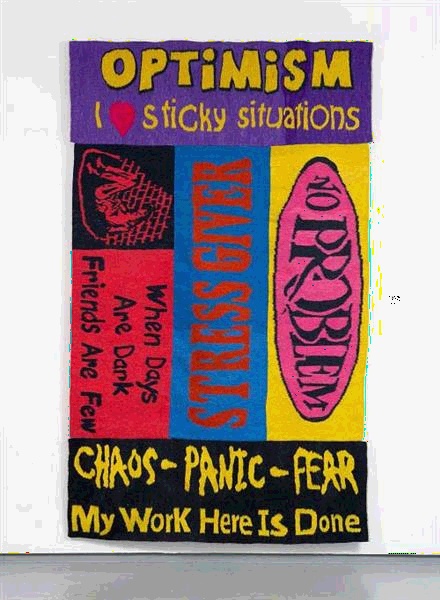 OPTiMiSM
I sticky situations
When Days
Are Dark
Friends Are Few
STRESS GIVER
NO PROBLEM
CHAOS - PANIC - FEAR
My Work Here Is Done